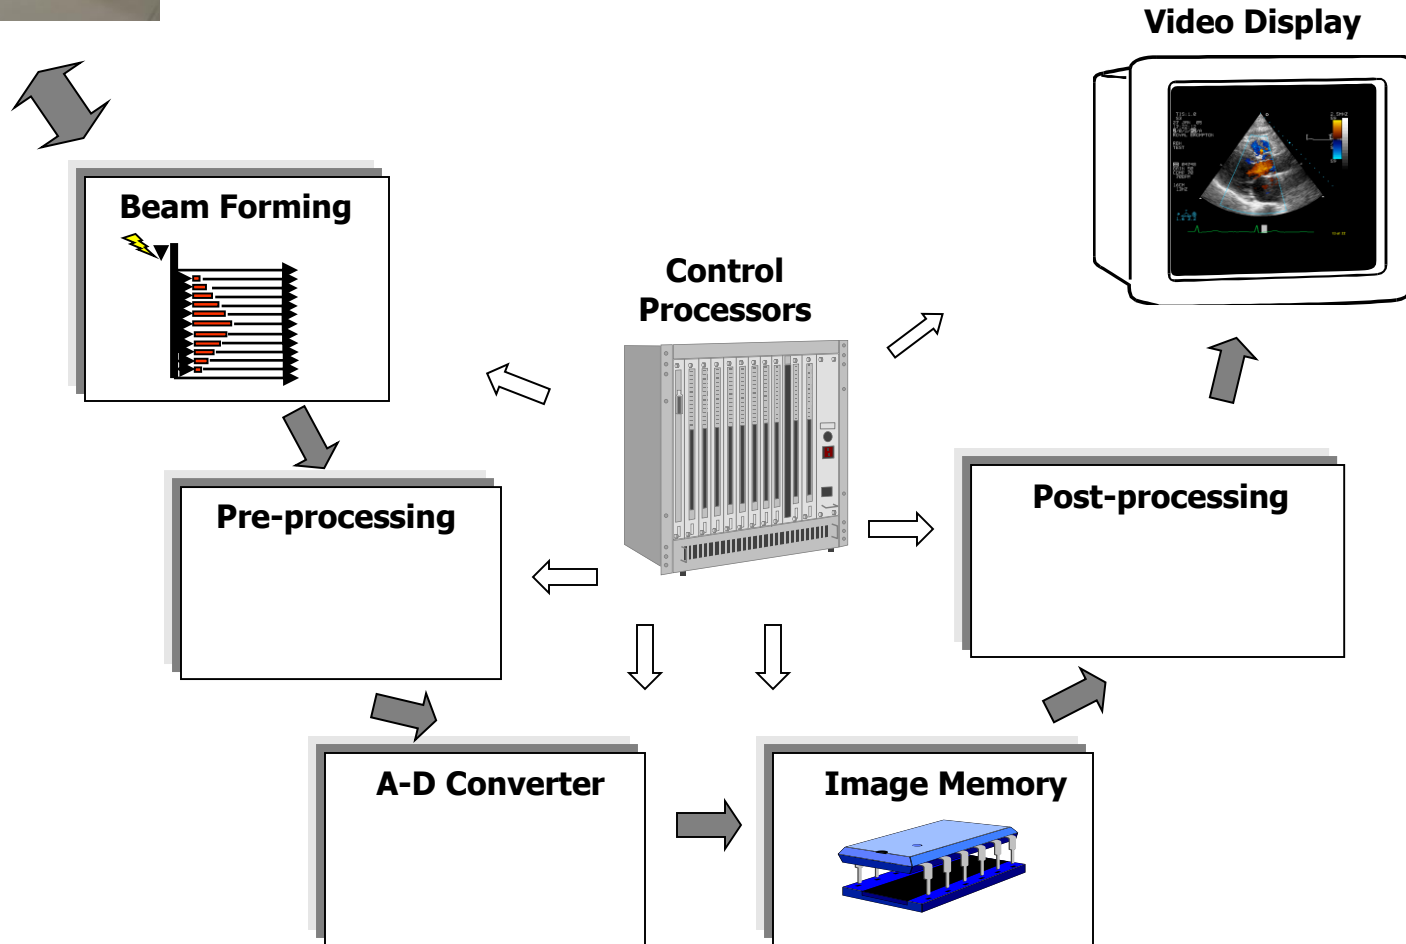 Video Display
Beam Forming
Control
Processors
Pre-processing
Post-processing
A-D Converter
Image Memory